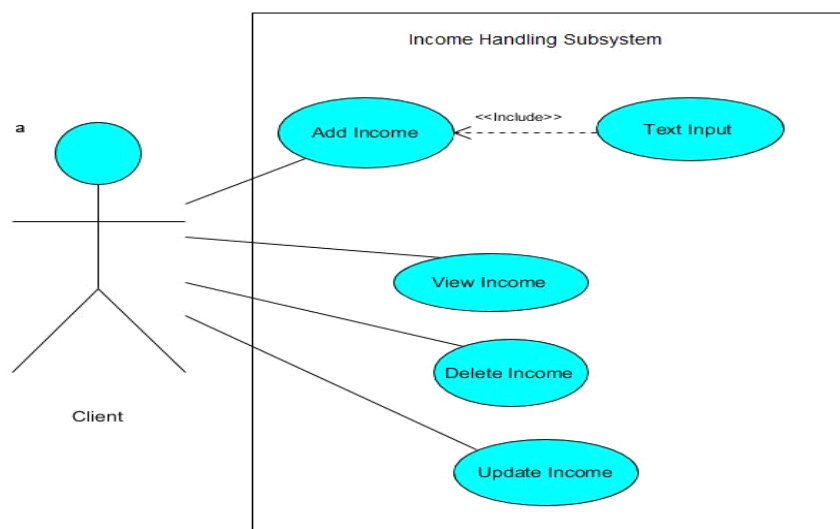 Income Handling Subsystem
a
<<Include>>
Add Income
Text Input
View Income
Delete Income
Client
Update Income